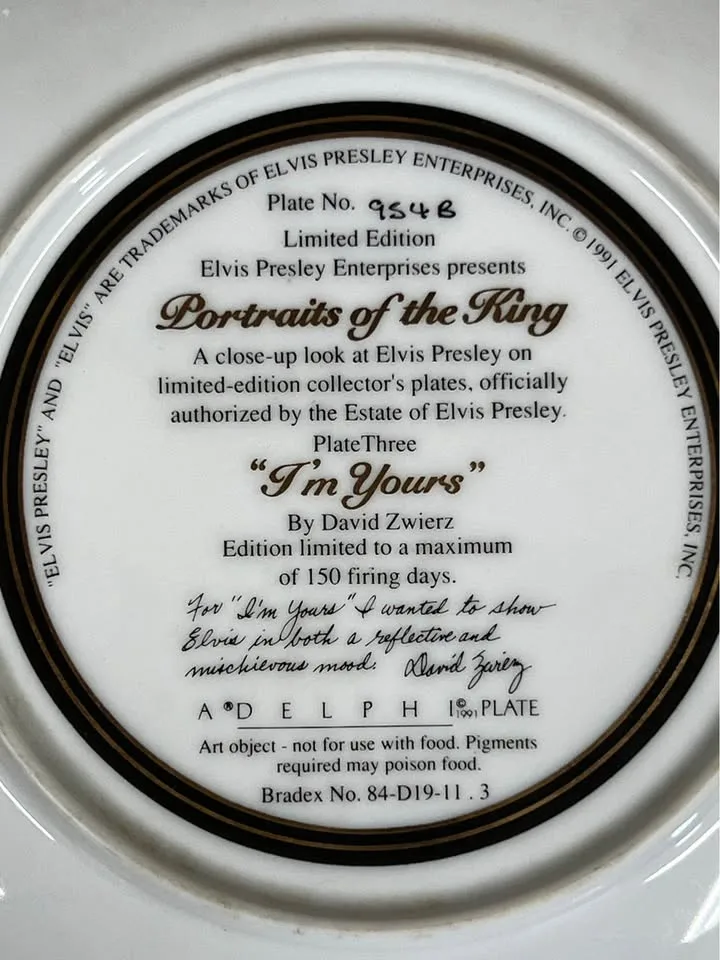 "ELVIS PRESLEY" AND "ELVIS" ARE TRADEMARKS OF ELVIS PRESLEY ENTERPRISES, INC. © 1991 ELVIS PRESLEY ENTERPRISES, INC.
Plate No. 954B
Limited Edition
Elvis Presley Enterprises presents
Portraits of the King
A close-up look at Elvis Presley on
limited-edition collector's plates, officially
authorized by the Estate of Elvis Presley.
Plate Three
"I'm Yours"
By David Zwierz
Edition limited to a maximum
of 150 firing days.
For "I'm Yours" I wanted to show
Elvis in both a reflective and
mischievous mood. David Zwierz
A ®DELPHI ©1991 PLATE
Art object - not for use with food. Pigments
required may poison food.
Bradex No. 84-D19-11 . 3